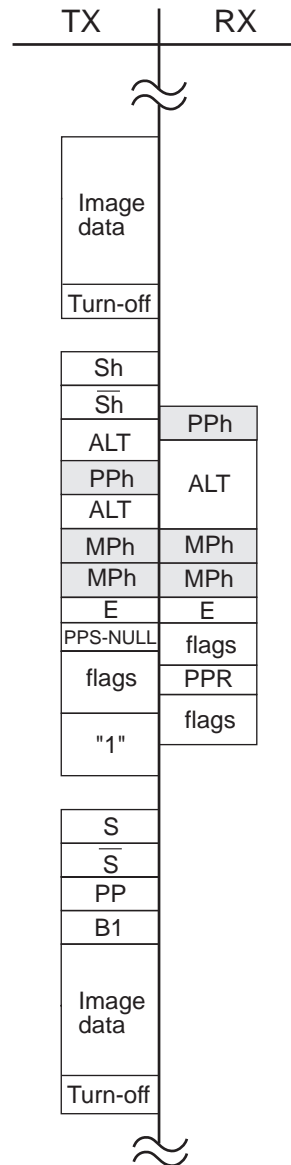 TX RX
Image
data
Turn-off
Sh
S̅h̅
PPh
ALT
PPh
ALT
ALT
MPh MPh
MPh MPh
E E
PPS-NULL
flags
flags
PPR
flags
"1"
S
S̅
PP
B1
Image
data
Turn-off